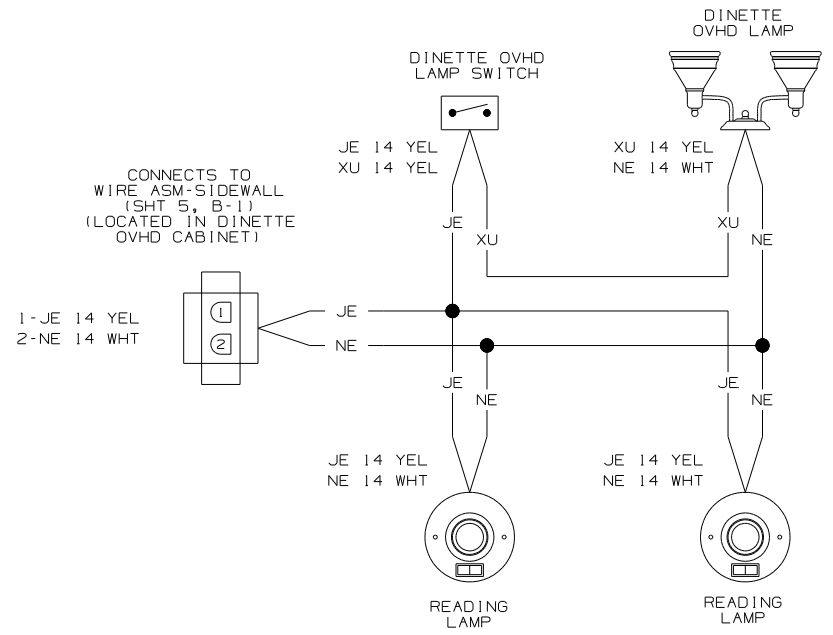 DINETTE
OVHD LAMP
DINETTE OVHD
LAMP SWITCH
JE 14 YEL
XU 14 YEL
XU 14 YEL
NE 14 WHT
CONNECTS TO
WIRE ASM-SIDEWALL
(SHT 5, B-1)
(LOCATED IN DINETTE
OVHD CABINET)
JE
XU
XU
NE
1-JE 14 YEL
2-NE 14 WHT
1
2
JE
NE
JE
NE
JE
NE
JE 14 YEL
NE 14 WHT
JE 14 YEL
NE 14 WHT
READING
LAMP
READING
LAMP